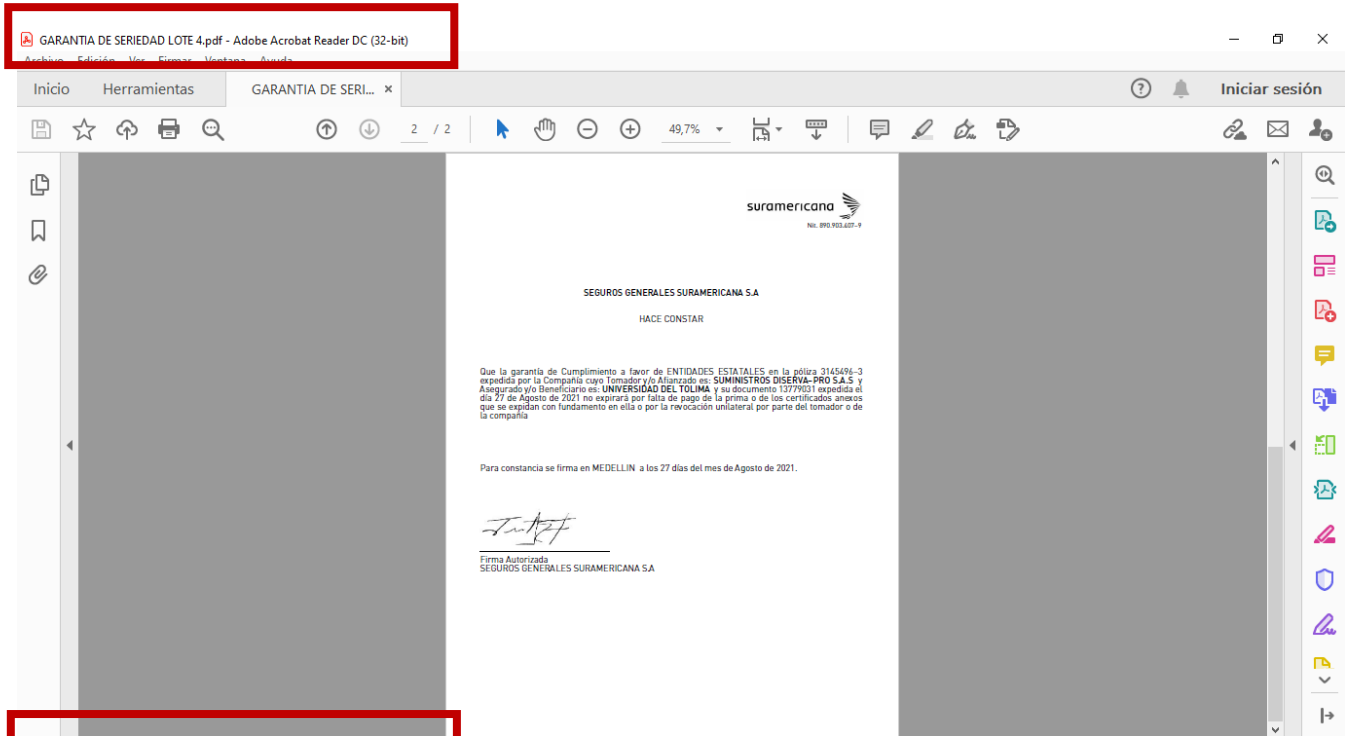 GARANTIA DE SERIEDAD LOTE 4.pdf - Adobe Acrobat Reader DC (32-bit)
Archivo Edición Ver Firmar Ventana Ayuda
Inicio Herramientas GARANTIA DE SERI... × Iniciar sesión
2 / 2 49,7%
suramericana
Nit. 890.903.407-9
SEGUROS GENERALES SURAMERICANA S.A
HACE CONSTAR
Que la garantía de Cumplimiento a favor de ENTIDADES ESTATALES en la póliza 3145496-3
expedida por la Compañía cuyo Tomador y/o Afianzado es: SUMINISTROS DISERVA-PRO S.A.S y
Asegurado y/o Beneficiario es: UNIVERSIDAD DEL TOLIMA y su documento 13779031 expedida el
día 27 de Agosto de 2021 no expirará por falta de pago de la prima o de los certificados anexos
que se expidan con fundamento en ella o por la revocación unilateral por parte del tomador o de
la compañía
Para constancia se firma en MEDELLIN a los 27 días del mes de Agosto de 2021.
Firma Autorizada
SEGUROS GENERALES SURAMERICANA S.A